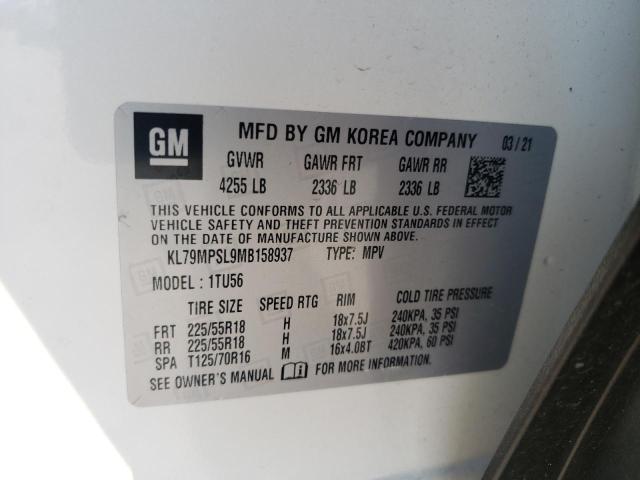 GM MFD BY GM KOREA COMPANY 03/21
GVWR GAWR FRT GAWR RR
4255 LB 2336 LB 2336 LB
THIS VEHICLE CONFORMS TO ALL APPLICABLE U.S. FEDERAL MOTOR
VEHICLE SAFETY AND THEFT PREVENTION STANDARDS IN EFFECT
ON THE DATE OF MANUFACTURE SHOWN ABOVE.
KL79MPSL9MB158937 TYPE: MPV
MODEL : 1TU56
TIRE SIZE SPEED RTG RIM COLD TIRE PRESSURE
FRT 225/55R18 H 18x7.5J 240KPA, 35 PSI
RR 225/55R18 H 18x7.5J 240KPA, 35 PSI
SPA T125/70R16 M 16x4.0BT 420KPA, 60 PSI
SEE OWNER'S MANUAL FOR MORE INFORMATION.